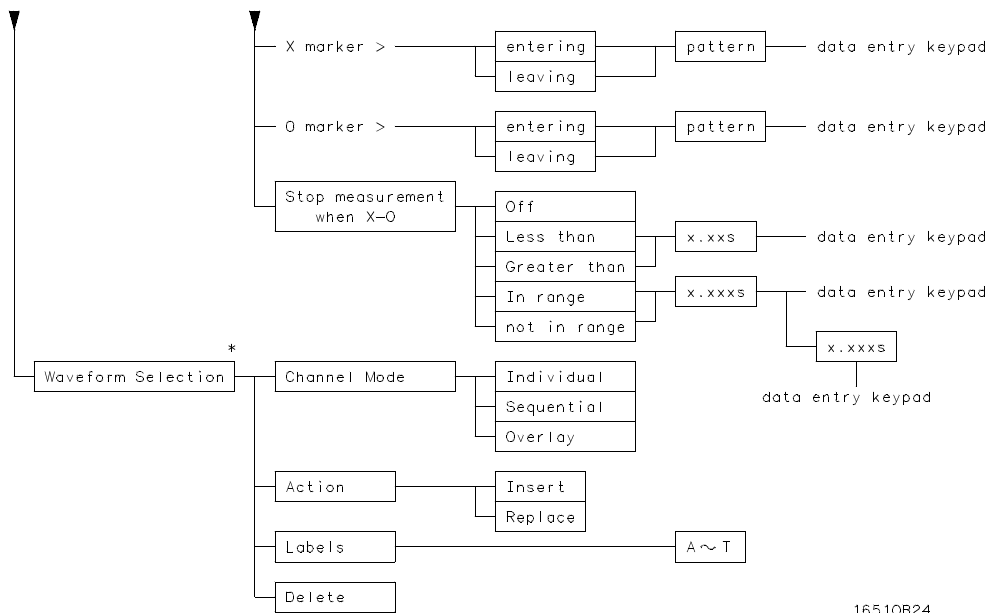 X marker >
entering
pattern
data entry keypad
leaving
O marker >
entering
pattern
data entry keypad
leaving
Stop measurement
when X-O
Off
Less than
x.xxs
data entry keypad
Greater than
In range
x.xxxs
data entry keypad
not in range
x.xxxs
data entry keypad
*
Waveform Selection
Channel Mode
Individual
Sequential
Overlay
Action
Insert
Replace
Labels
A~T
Delete
16510B24